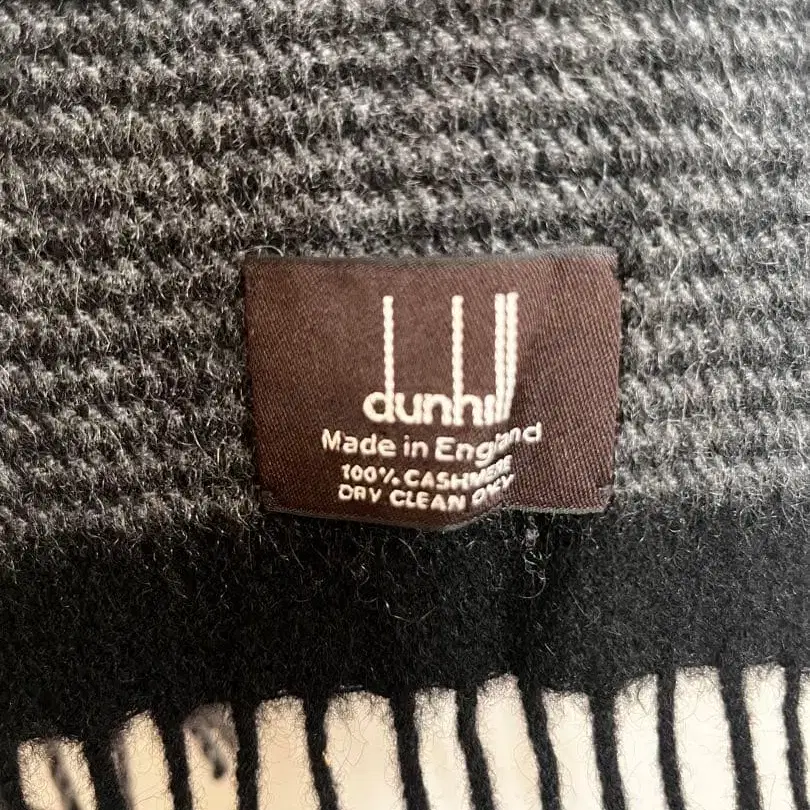 dunhill
Made in England
100% CASHMERE
DRY CLEAN ONLY